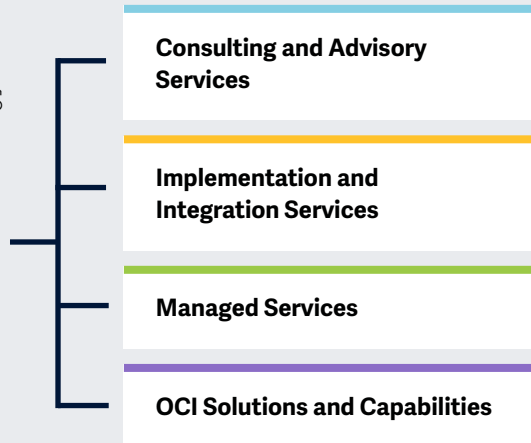 Consulting and Advisory
Services
Implementation and
Integration Services
Managed Services
OCI Solutions and Capabilities